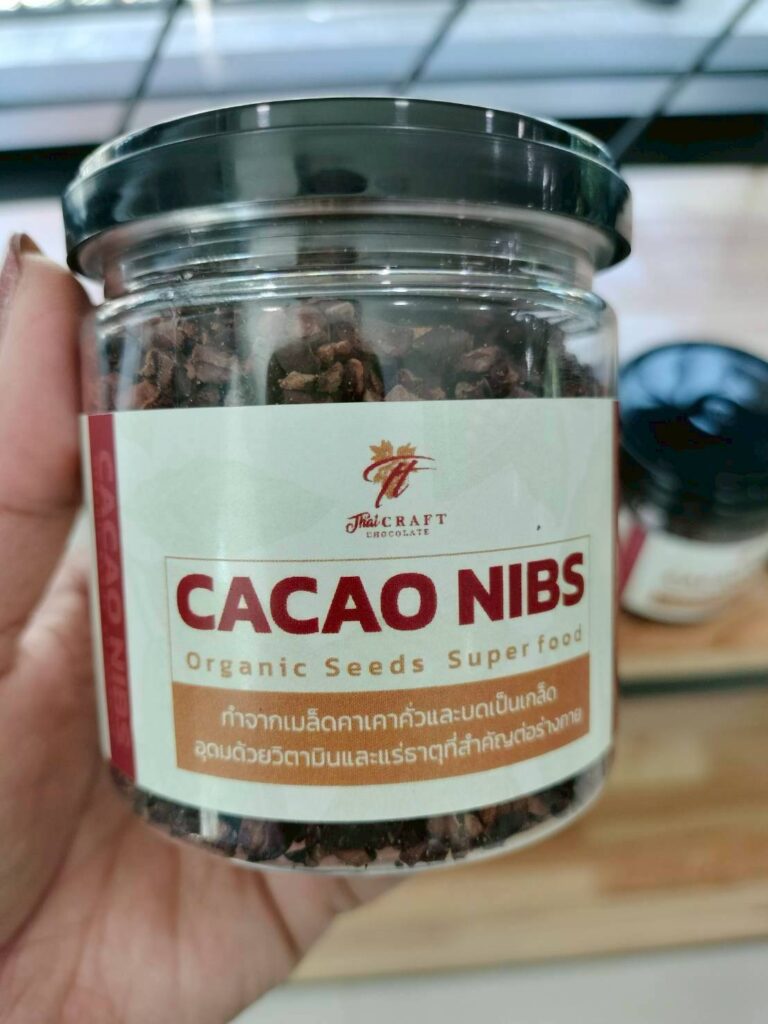 Thai CRAFT
CHOCOLATE
CACAO NIBS
Organic Seeds Superfood
ทำจากเมล็ดคาเคาคั่วและบดเป็นเกล็ด
อุดมด้วยวิตามินและแร่ธาตุที่สำคัญต่อร่างกาย
CACAO NIBS